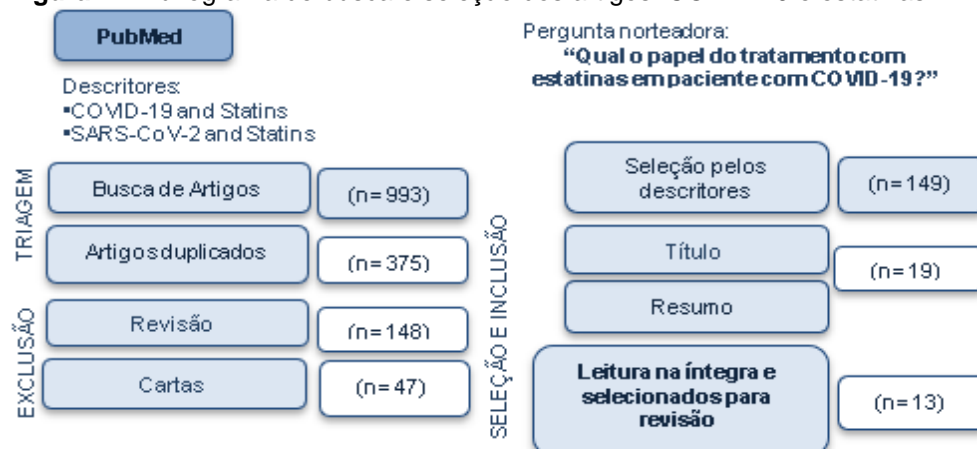 PubMed
Descritores:
▪COVID-19 and Statins
▪SARS-CoV-2 and Statins
TRIAGEM
Busca de Artigos
(n=993)
Artigos duplicados
(n=375)
EXCLUSÃO
Revisão
(n=148)
Cartas
(n=47)
Pergunta norteadora:
“Qual o papel do tratamento com
estatinas em paciente com COVID-19?”
SELEÇÃO E INCLUSÃO
Seleção pelos
descritores
(n=149)
Título
(n=19)
Resumo
Leitura na íntegra e
selecionados para
revisão
(n=13)